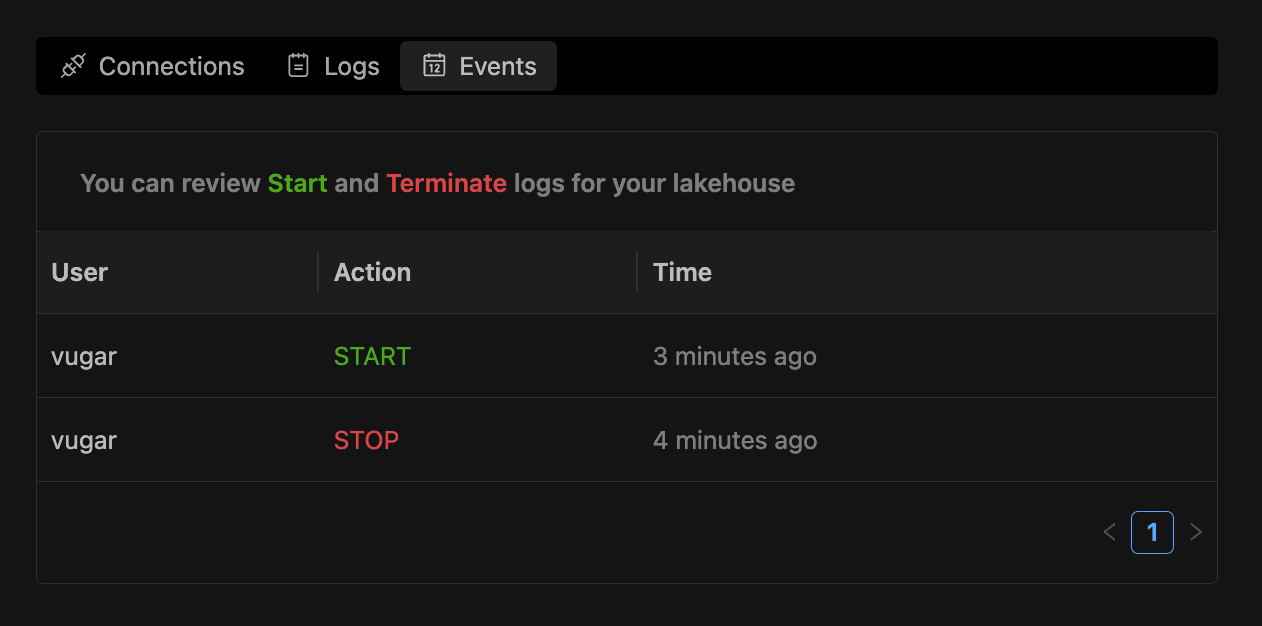 Connections Logs 12 Events
You can review Start and Terminate logs for your lakehouse
User Action Time
vugar START 3 minutes ago
vugar STOP 4 minutes ago
< 1 >